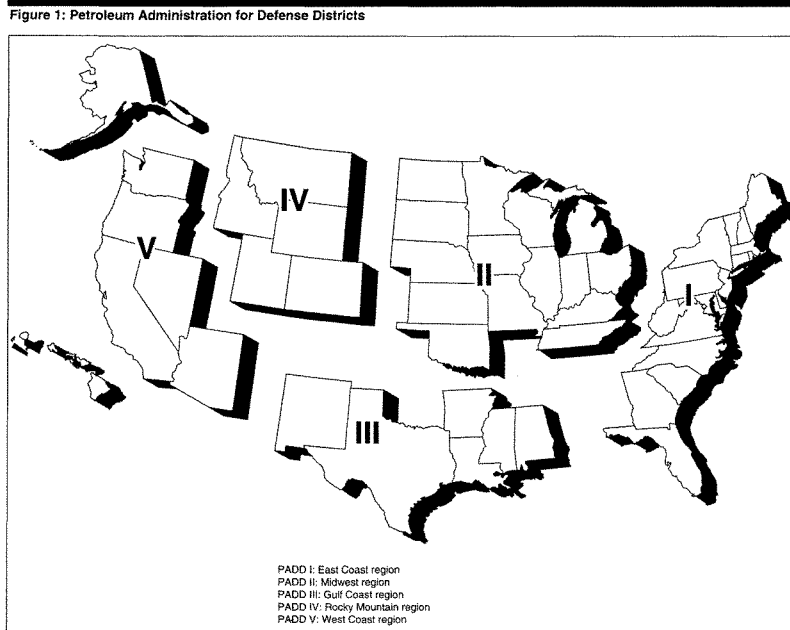 Figure 1: Petroleum Administration for Defense Districts
IV
V
II
I
III
PADD I: East Coast region
PADD II: Midwest region
PADD III: Gulf Coast region
PADD IV: Rocky Mountain region
PADD V: West Coast region